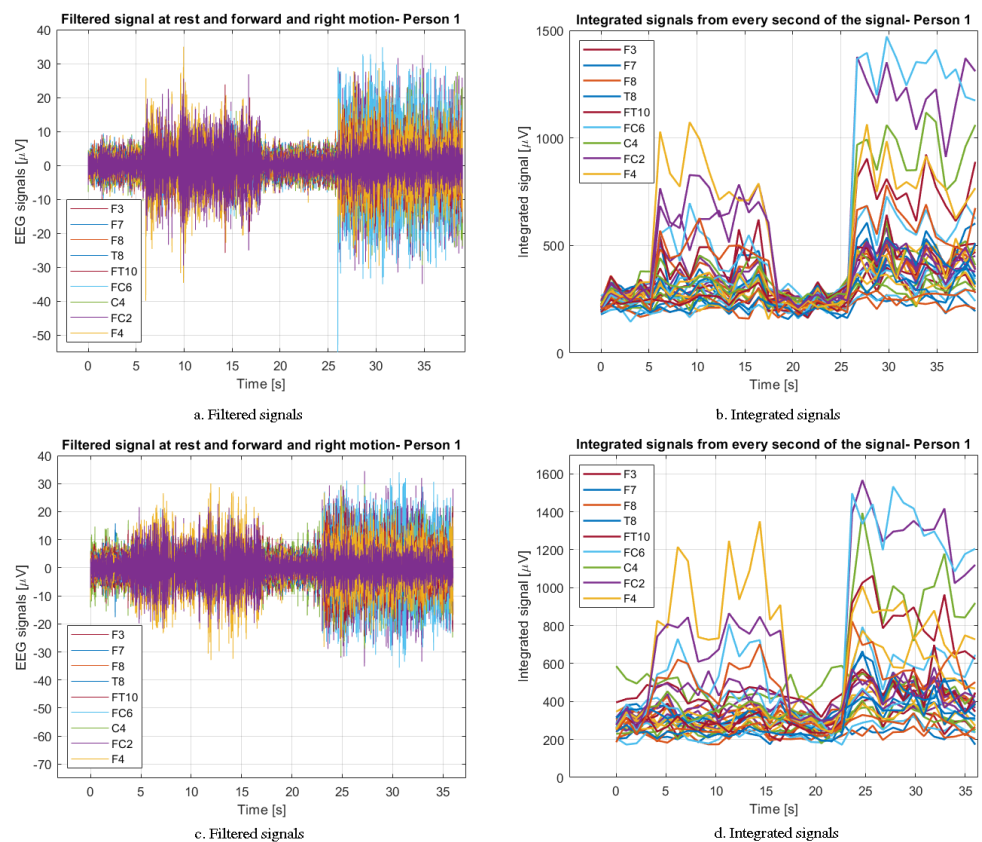 Filtered signal at rest and forward and right motion- Person 1
40
30
20
10
0
-10
-20
-30
-40
-50
EEG signals [μV]
F3
F7
F8
T8
FT10
FC6
C4
FC2
F4
0 5 10 15 20 25 30 35
Time [s]
a. Filtered signals
Integrated signals from every second of the signal- Person 1
1500
1000
500
0
Integrated signal [μV]
F3
F7
F8
T8
FT10
FC6
C4
FC2
F4
0 5 10 15 20 25 30 35
Time [s]
b. Integrated signals
Filtered signal at rest and forward and right motion- Person 1
40
30
20
10
0
-10
-20
-30
-40
-50
-60
-70
EEG signals [μV]
F3
F7
F8
T8
FT10
FC6
C4
FC2
F4
0 5 10 15 20 25 30 35
Time [s]
c. Filtered signals
Integrated signals from every second of the signal- Person 1
1600
1400
1200
1000
800
600
400
200
0
Integrated signal [μV]
F3
F7
F8
T8
FT10
FC6
C4
FC2
F4
0 5 10 15 20 25 30 35
Time [s]
d. Integrated signals